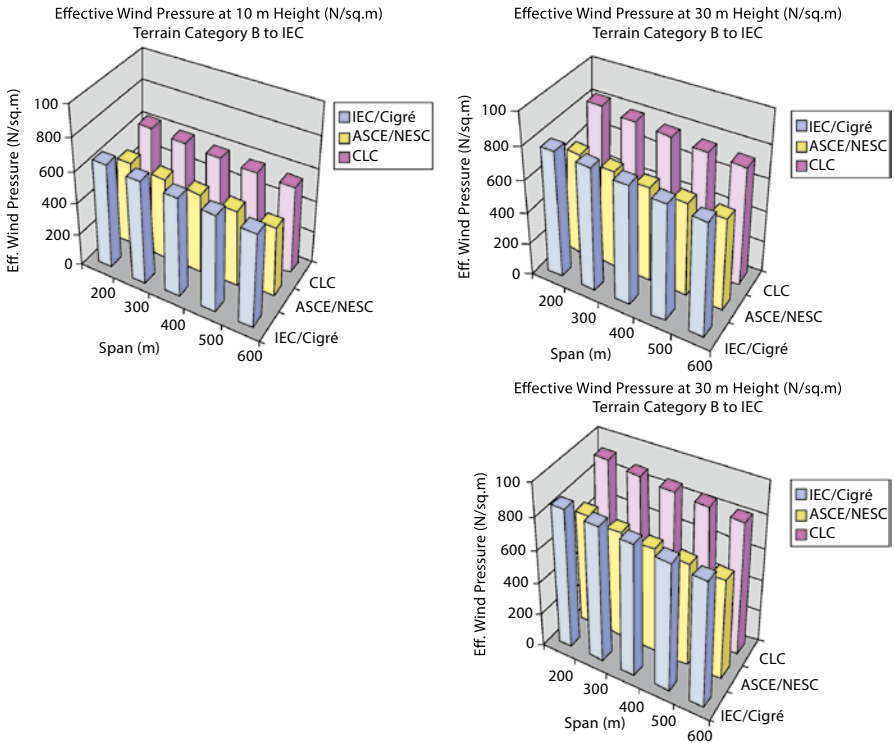 Effective Wind Pressure at 10 m Height (N/sq.m)
Terrain Category B to IEC
Eff. Wind Pressure (N/sq.m)
100
800
600
400
200
0
200
300
400
500
600
Span (m)
CLC
ASCE/NESC
IEC/Cigré
IEC/Cigré
ASCE/NESC
CLC
Effective Wind Pressure at 30 m Height (N/sq.m)
Terrain Category B to IEC
Eff. Wind Pressure (N/sq.m)
100
800
600
400
200
0
200
300
400
500
600
Span (m)
CLC
ASCE/NESC
IEC/Cigré
IEC/Cigré
ASCE/NESC
CLC
Effective Wind Pressure at 30 m Height (N/sq.m)
Terrain Category B to IEC
Eff. Wind Pressure (N/sq.m)
100
800
600
400
200
0
200
300
400
500
600
Span (m)
CLC
ASCE/NESC
IEC/Cigré
IEC/Cigré
ASCE/NESC
CLC